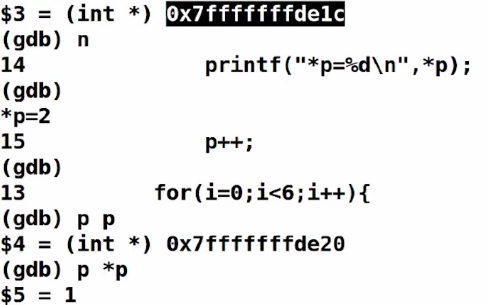 $3 = (int *) 0x7fffffffde1c
(gdb) n
14                printf("*p=%d\n",*p);
(gdb)
*p=2
15                p++;
(gdb)
13            for(i=0;i<6;i++){
(gdb) p p
$4 = (int *) 0x7fffffffde20
(gdb) p *p
$5 = 1